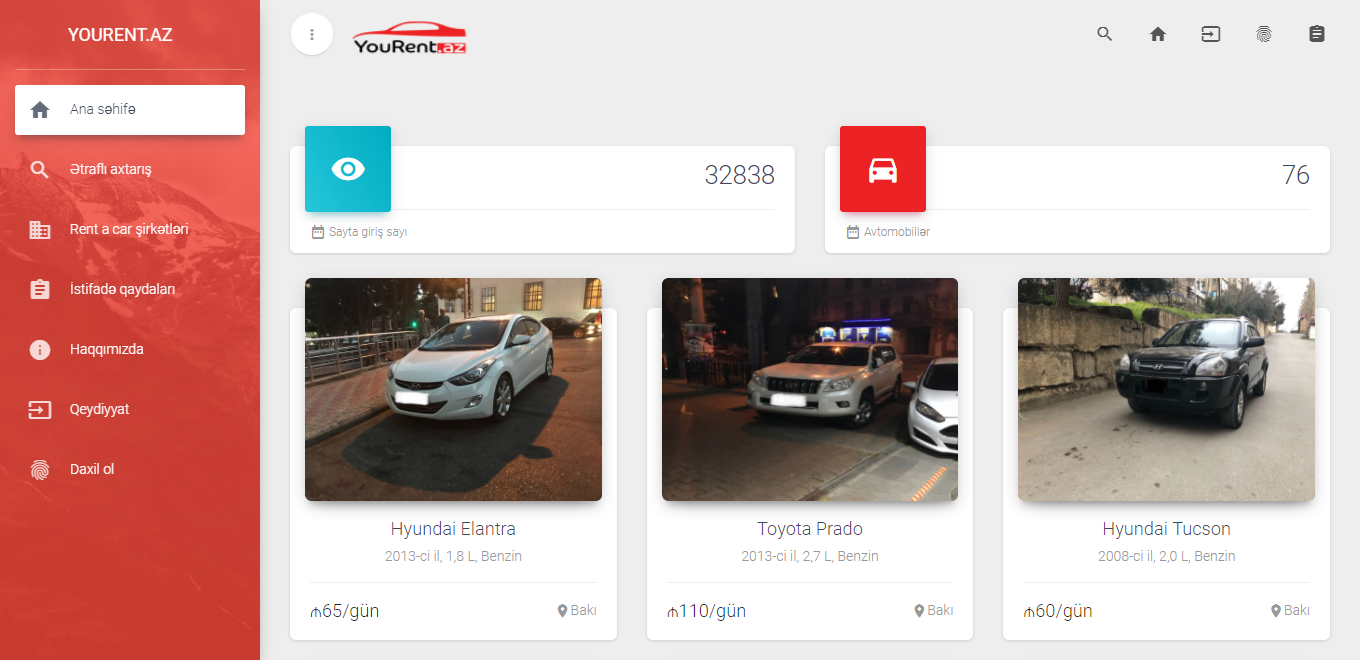 YOURENT.AZ
Ana səhifə
Ətraflı axtarış
Rent a car şirkətləri
İstifadə qaydaları
Haqqımızda
Qeydiyyat
Daxil ol
YouRent.az
32838
Sayta giriş sayı
76
Avtomobillər
Hyundai Elantra
2013-ci il, 1,8 L, Benzin
₼65/gün
Bakı
Toyota Prado
2013-ci il, 2,7 L, Benzin
₼110/gün
Bakı
Hyundai Tucson
2008-ci il, 2,0 L, Benzin
₼60/gün
Bakı